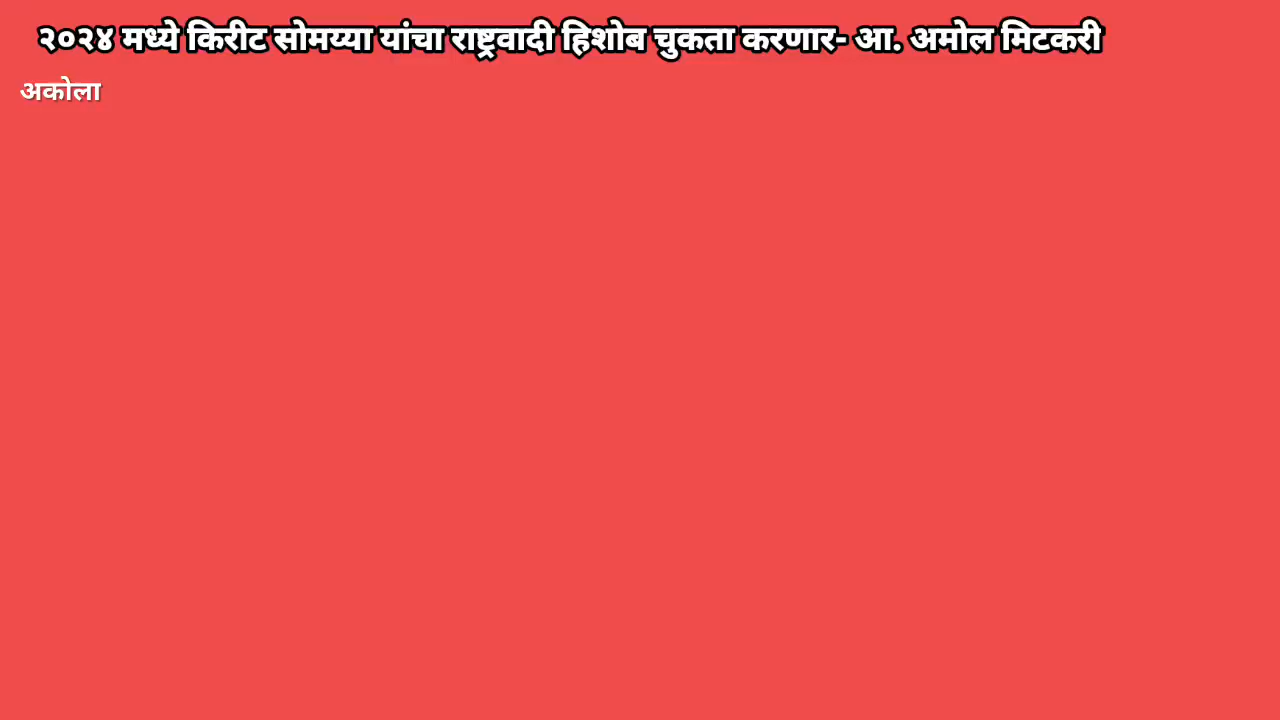 २०२४ मध्ये किरीट सोमय्या यांचा राष्ट्रवादी हिशोब चुकता करणार- आ. अमोल मिटकरी
अकोला